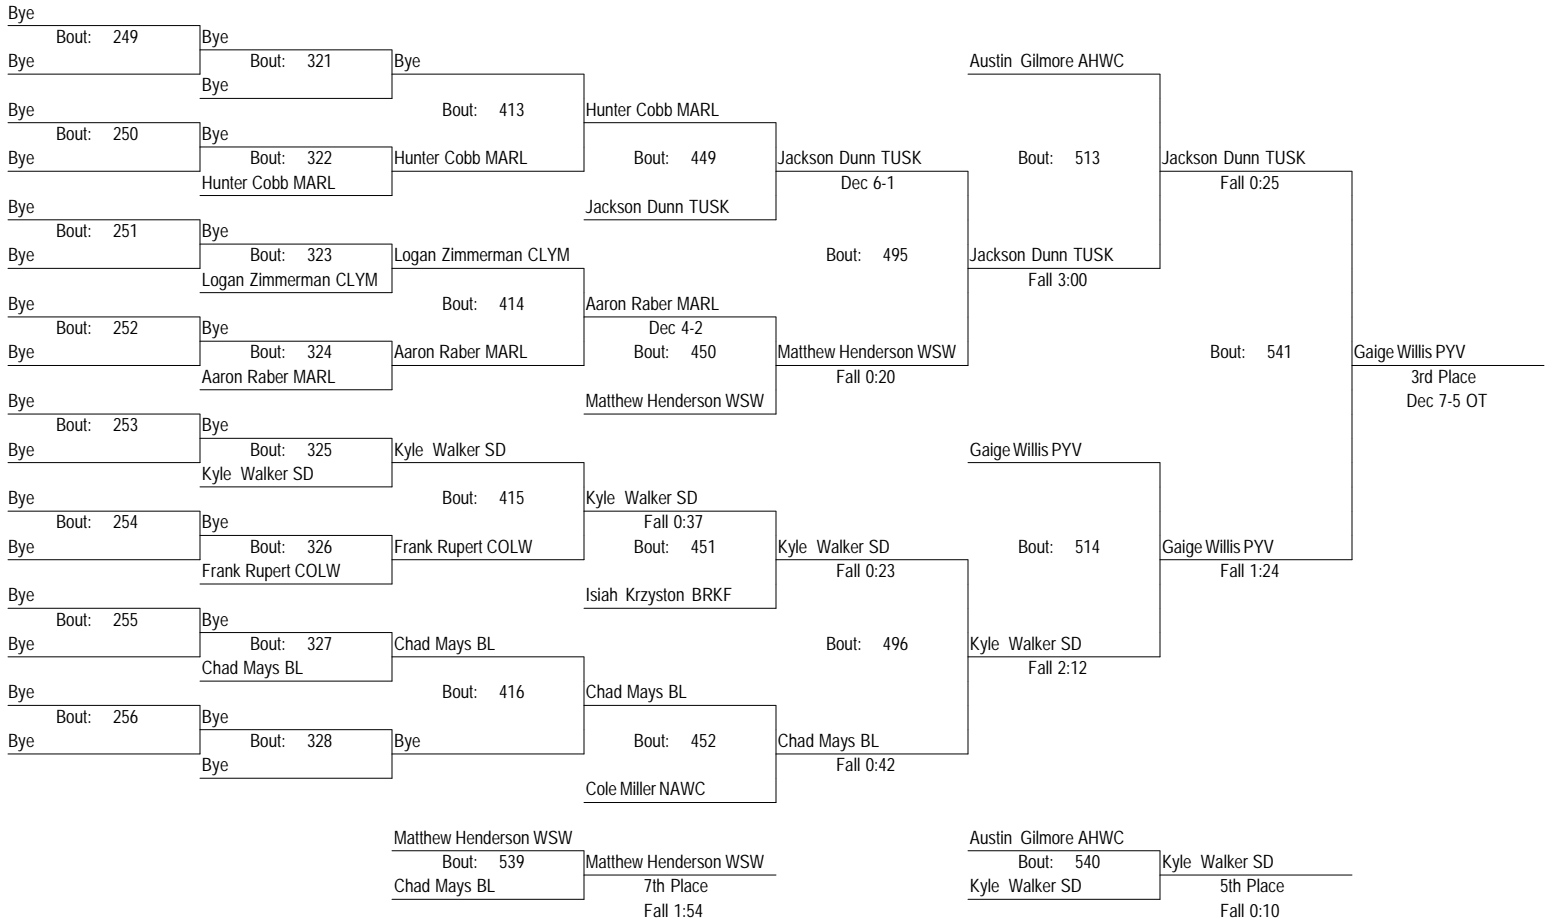 Bye
Bout: 249
Bye
Bye
Bout: 321
Bye
Bye
Austin Gilmore AHWC
Bye
Bout: 413
Hunter Cobb MARL
Bout: 250
Bye
Bye
Bout: 322
Hunter Cobb MARL
Bout: 449
Jackson Dunn TUSK
Bout: 513
Jackson Dunn TUSK
Hunter Cobb MARL
Dec 6-1
Fall 0:25
Bye
Jackson Dunn TUSK
Bout: 251
Bye
Bye
Bout: 323
Logan Zimmerman CLYM
Bout: 495
Jackson Dunn TUSK
Logan Zimmerman CLYM
Fall 3:00
Bye
Bout: 414
Aaron Raber MARL
Bout: 252
Bye
Dec 4-2
Bye
Bout: 324
Aaron Raber MARL
Bout: 450
Matthew Henderson WSW
Bout: 541
Gaige Willis PYV
Aaron Raber MARL
Fall 0:20
3rd Place
Bye
Matthew Henderson WSW
Dec 7-5 OT
Bout: 253
Bye
Bye
Bout: 325
Kyle Walker SD
Gaige Willis PYV
Kyle Walker SD
Bye
Bout: 415
Kyle Walker SD
Bout: 254
Bye
Fall 0:37
Bye
Bout: 326
Frank Rupert COLW
Bout: 451
Kyle Walker SD
Bout: 514
Gaige Willis PYV
Frank Rupert COLW
Fall 0:23
Fall 1:24
Bye
Isiah Krzyston BRKF
Bout: 255
Bye
Bye
Bout: 327
Chad Mays BL
Bout: 496
Kyle Walker SD
Chad Mays BL
Fall 2:12
Bye
Bout: 416
Chad Mays BL
Bout: 256
Bye
Bye
Bout: 328
Bye
Bout: 452
Chad Mays BL
Bye
Fall 0:42
Cole Miller NAWC
Matthew Henderson WSW
Bout: 539
Matthew Henderson WSW
Chad Mays BL
7th Place
Fall 1:54
Austin Gilmore AHWC
Bout: 540
Kyle Walker SD
Kyle Walker SD
5th Place
Fall 0:10